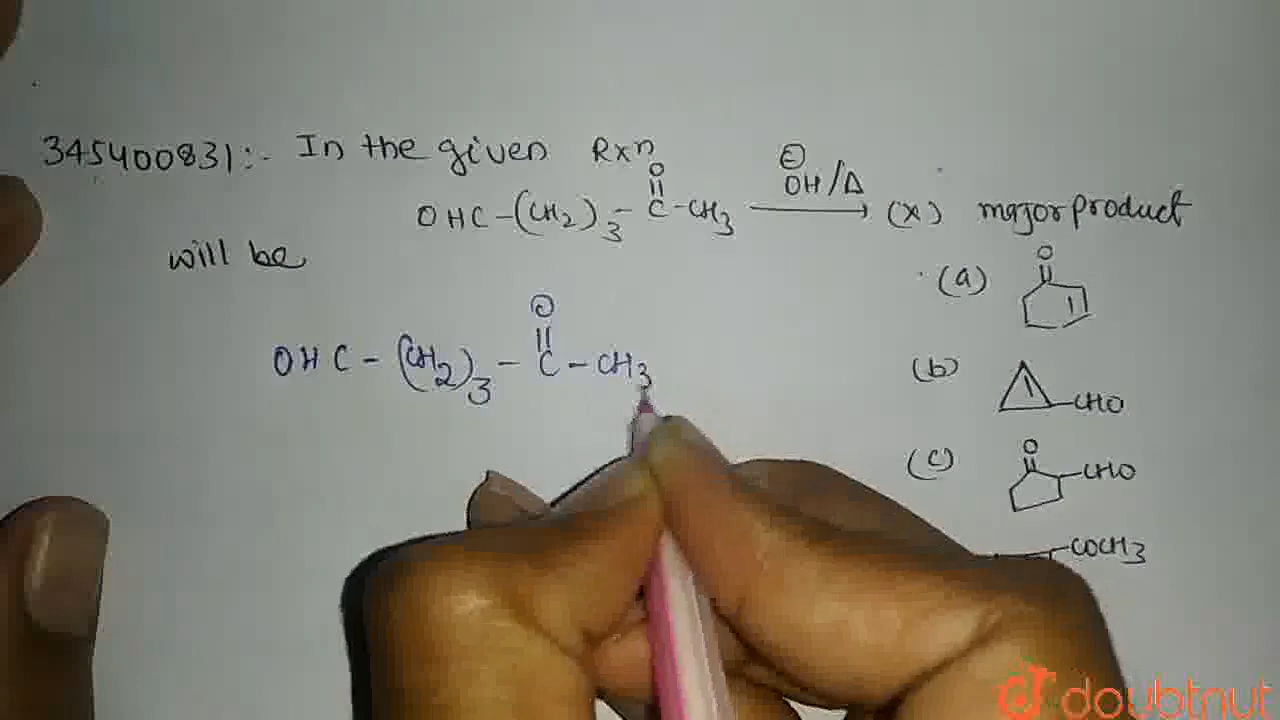 345400831:- In the given Rxn
OHC-(CH2)3-C-CH3 ⊖OH/Δ (X) major product
O
will be
(a) O
OHC-(CH2)3-C-CH3
O
(b) -CHO
(c) O -CHO
-COCH3
doubtnut